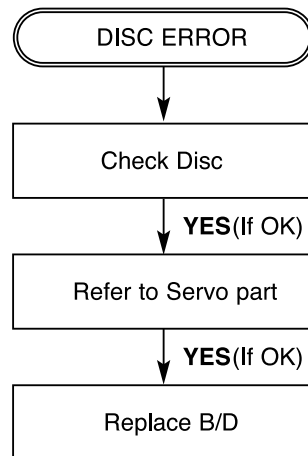 DISC ERROR
Check Disc
YES(If OK)
Refer to Servo part
YES(If OK)
Replace B/D